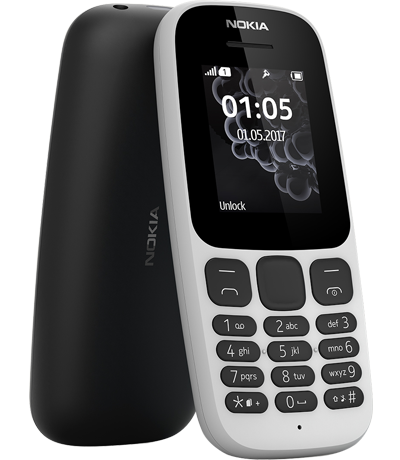 NOKIA
1
01:05
01.05.2017
Unlock
NOKIA
1 2 abc def 3
4 ghi 5 jkl mno 6
7 pqrs 8 tuv wxyz 9
* + 0 #